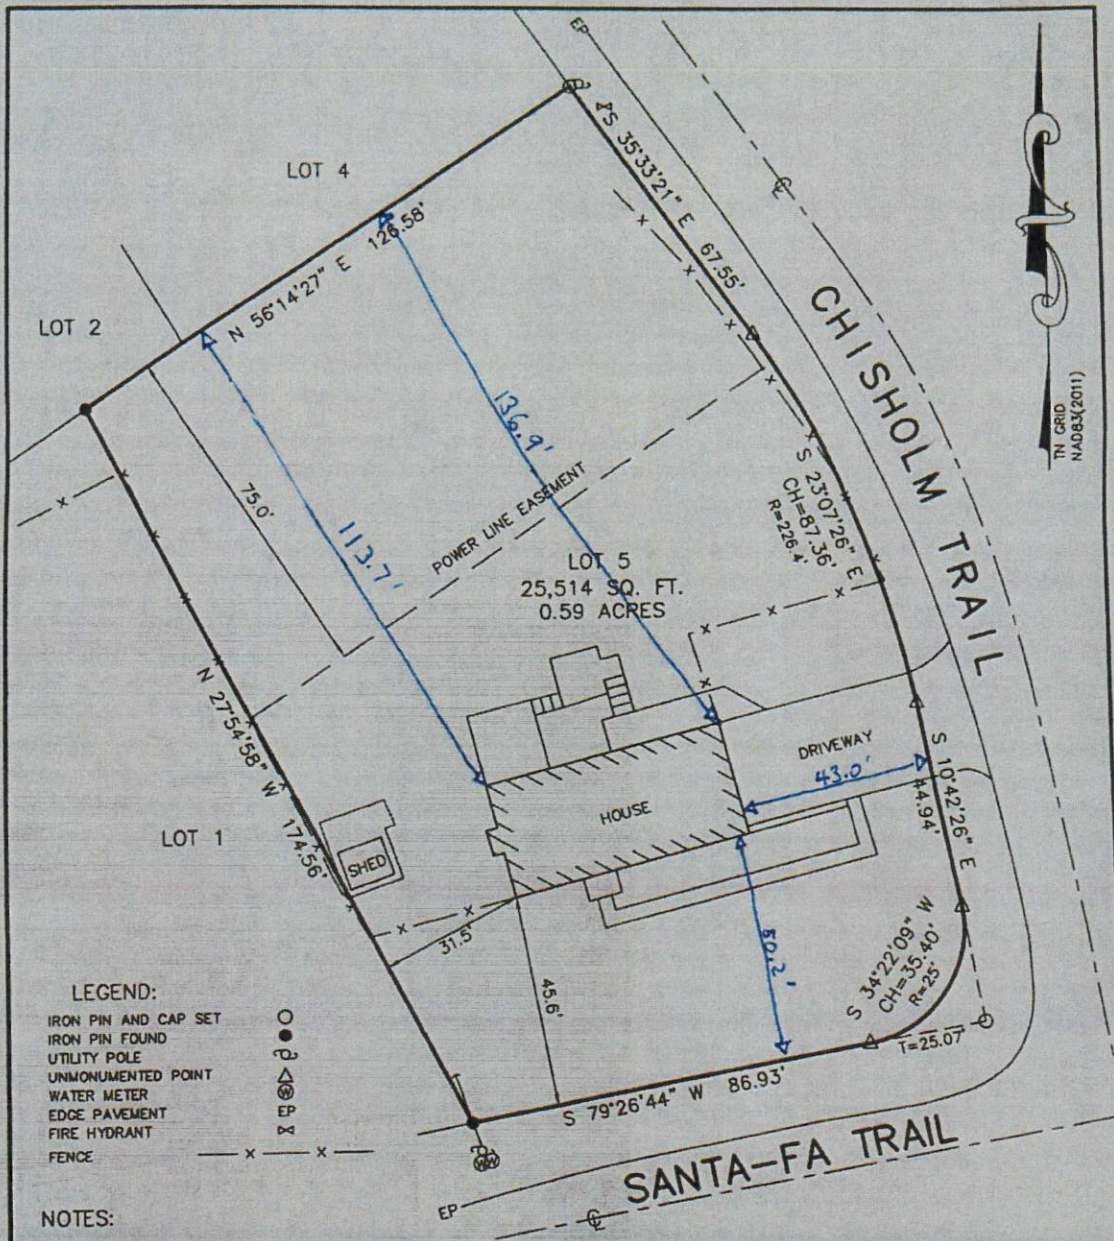 EP
LOT 4
S 35°33'21" E 67.55'
N 56°14'27" E 126.58'
LOT 2
CHISHOLM TRAIL
TN GRID
NAD83(2011)
136.9'
75.0'
113.7'
POWER LINE EASEMENT
S 23°07'26" E
CH=87.36'
R=226.4'
LOT 5
25,514 SQ. FT.
0.59 ACRES
N 27°54'58" W 174.56'
DRIVEWAY
43.0'
S 10°42'26" E
44.94'
HOUSE
LOT 1
SHED
31.5'
45.6'
50.2'
S 34°22'09" W
CH=35.40'
R=25'
T=25.07'
LEGEND:
IRON PIN AND CAP SET
IRON PIN FOUND
UTILITY POLE
UNMONUMENTED POINT
WATER METER W
EDGE PAVEMENT EP
FIRE HYDRANT
FENCE x x
S 79°26'44" W 86.93'
W W
SANTA-FA TRAIL
EP
NOTES: